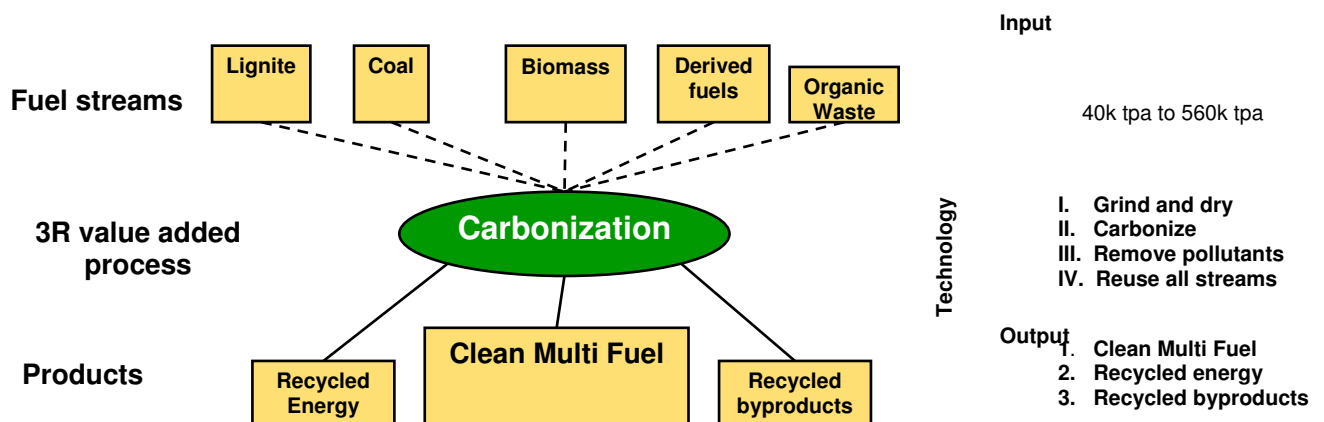 Input
Lignite
Coal
Biomass
Derived
fuels
Organic
Waste
Fuel streams
40k tpa to 560k tpa
3R value added
process
Carbonization
Technology
I. Grind and dry
II. Carbonize
III. Remove pollutants
IV. Reuse all streams
Products
Recycled
Energy
Clean Multi Fuel
Recycled
byproducts
Output
1. Clean Multi Fuel
2. Recycled energy
3. Recycled byproducts